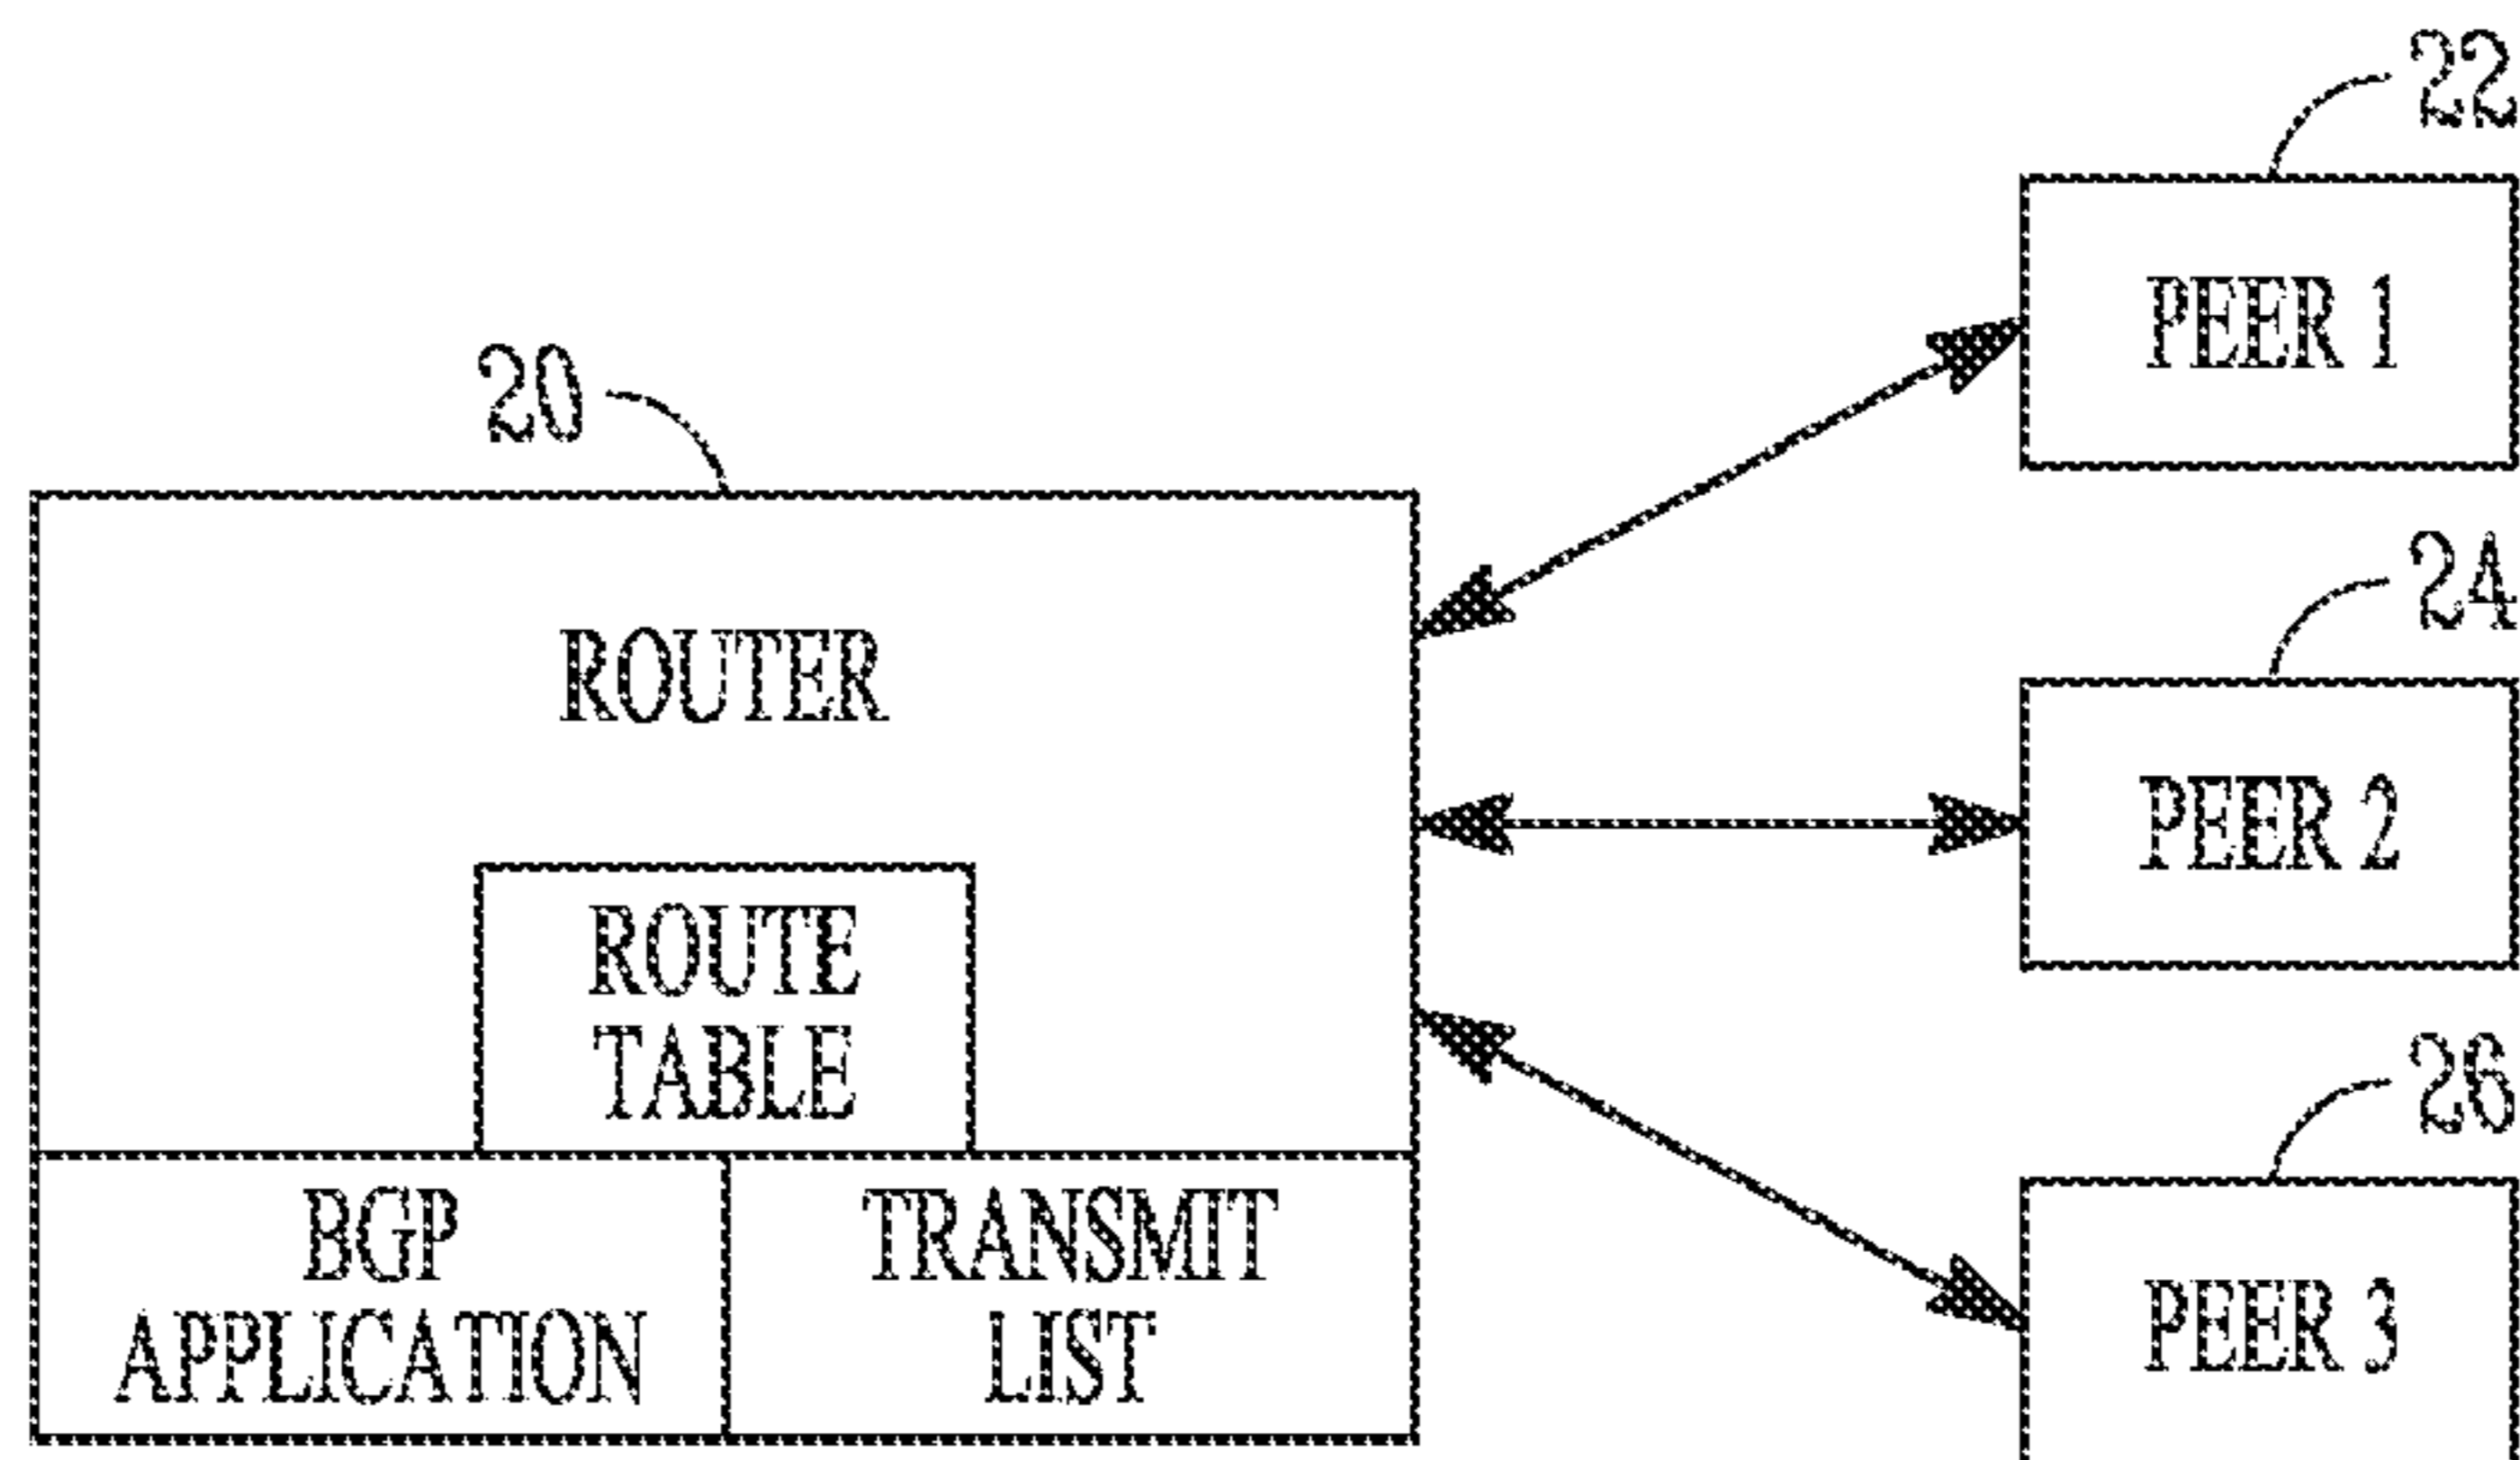 22
PEER 1
20
ROUTER
24
PEER 2
ROUTE
TABLE
26
BGP
APPLICATION
TRANSMIT
LIST
PEER 3